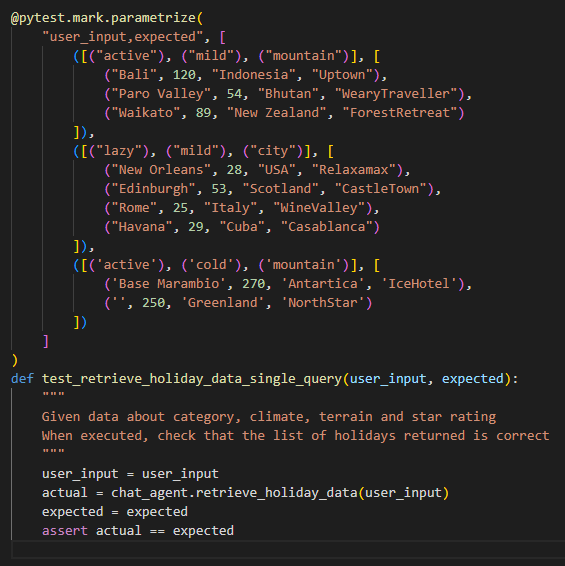 @pytest.mark.parametrize(
    "user_input,expected", [
        ([("active"), ("mild"), ("mountain")], [
            ("Bali", 120, "Indonesia", "Uptown"),
            ("Paro Valley", 54, "Bhutan", "WearyTraveller"),
            ("Waikato", 89, "New Zealand", "ForestRetreat")
        ]),
        ([("lazy"), ("mild"), ("city")], [
            ("New Orleans", 28, "USA", "Relaxamax"),
            ("Edinburgh", 53, "Scotland", "CastleTown"),
            ("Rome", 25, "Italy", "WineValley"),
            ("Havana", 29, "Cuba", "Casablanca")
        ]),
        ([('active'), ('cold'), ('mountain')], [
            ('Base Marambio', 270, 'Antartica', 'IceHotel'),
            ('', 250, 'Greenland', 'NorthStar')
        ])
    ]
)
def test_retrieve_holiday_data_single_query(user_input, expected):
    """
    Given data about category, climate, terrain and star rating
    When executed, check that the list of holidays returned is correct
    """
    user_input = user_input
    actual = chat_agent.retrieve_holiday_data(user_input)
    expected = expected
    assert actual == expected